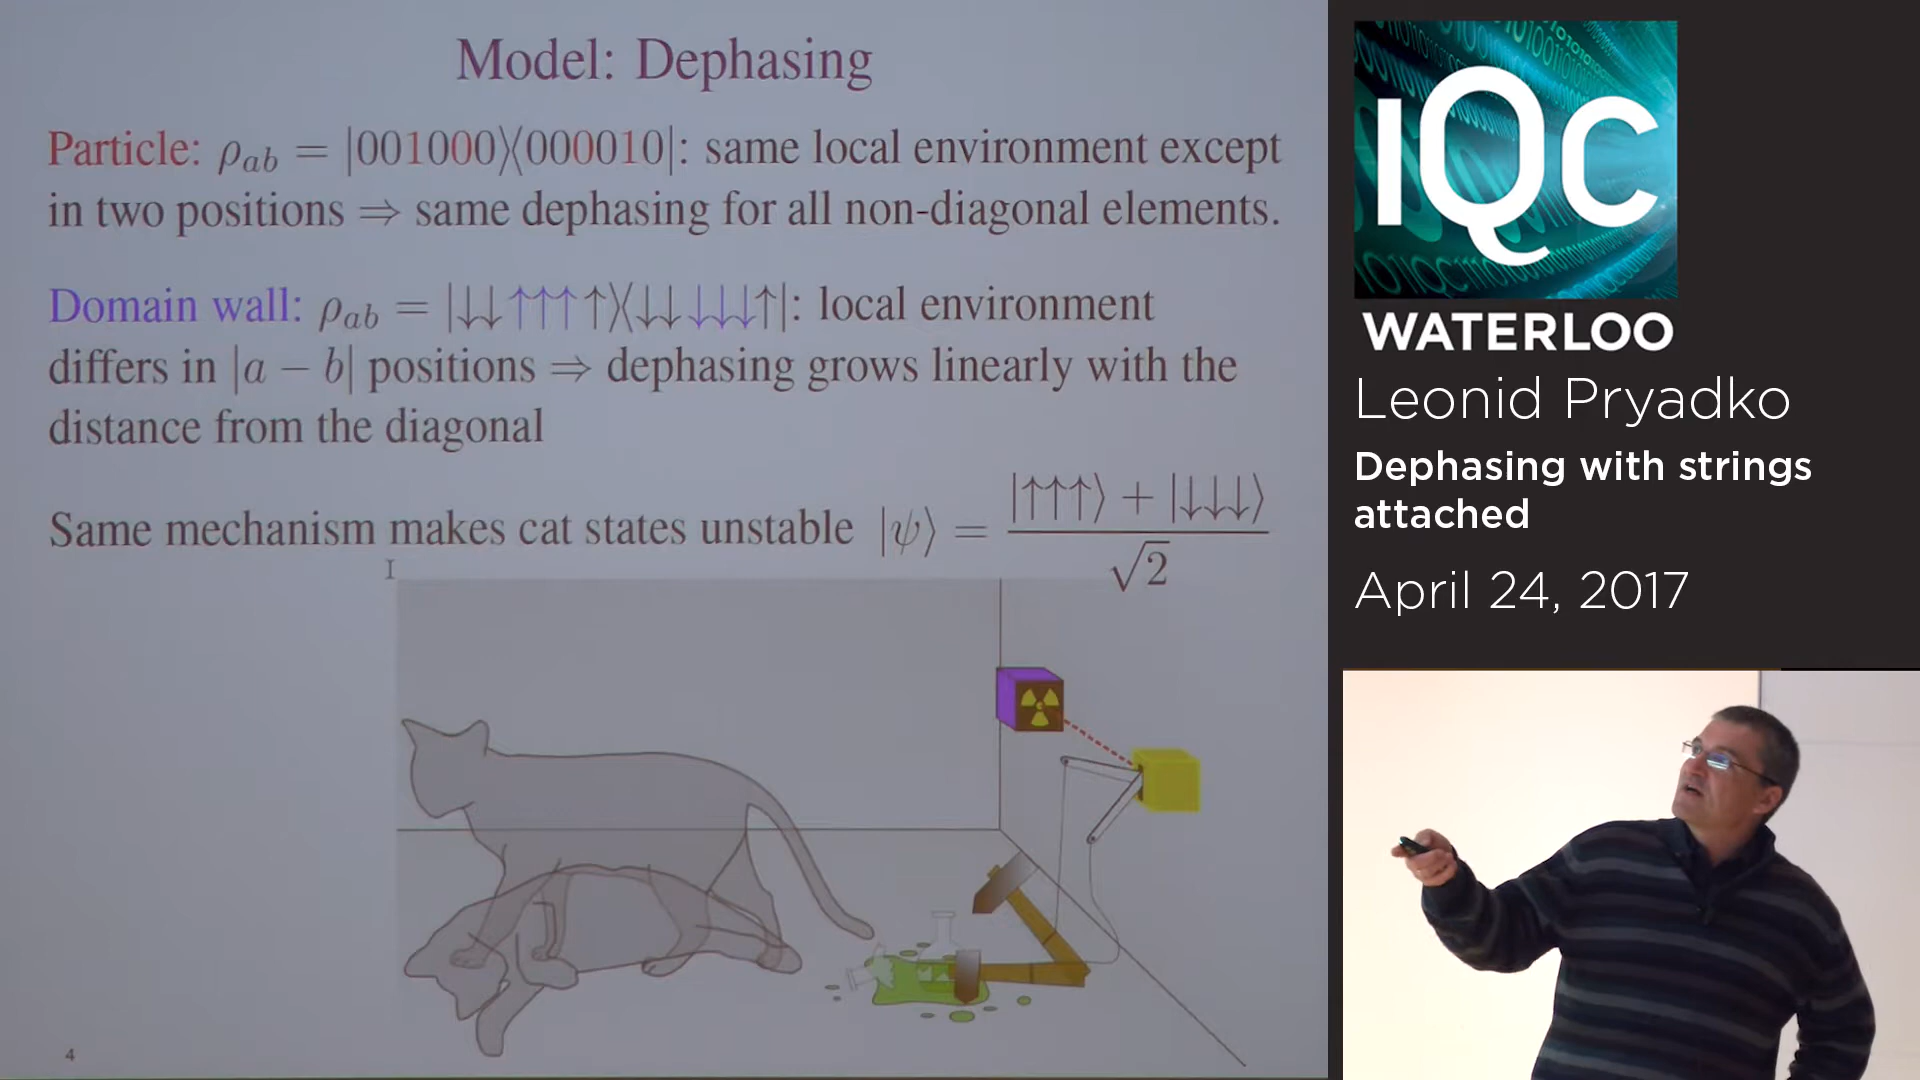 Model: Dephasing
Particle: ρ_ab = |001000⟩⟨000010|: same local environment except
in two positions ⇒ same dephasing for all non-diagonal elements.
Domain wall: ρ_ab = |↓↓↑↑↑↑⟩⟨↓↓↓↓↓↑|: local environment
differs in |a − b| positions ⇒ dephasing grows linearly with the
distance from the diagonal
Same mechanism makes cat states unstable |ψ⟩ = (|↑↑↑⟩ + |↓↓↓⟩)/√2
4
IQC
WATERLOO
Leonid Pryadko
Dephasing with strings
attached
April 24, 2017